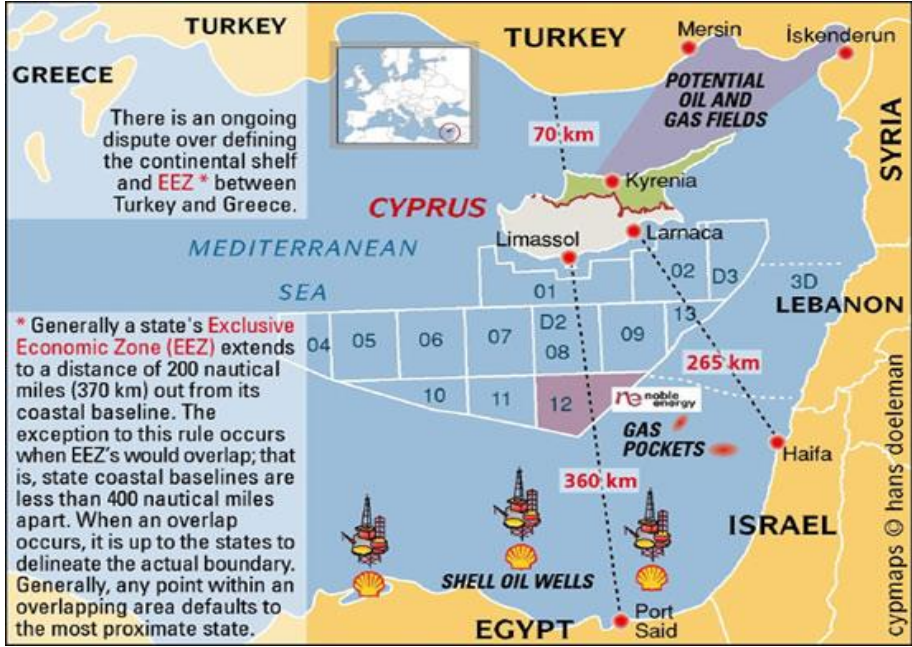 TURKEY
TURKEY
Mersin
İskenderun
GREECE
POTENTIAL
OIL AND
GAS FIELDS
There is an ongoing
dispute over defining
the continental shelf
and EEZ * between
Turkey and Greece.
70 km
SYRIA
Kyrenia
CYPRUS
Larnaca
Limassol
MEDITERRANEAN
SEA
02
D3
3D
01
LEBANON
13
04
05
06
07
D2
08
09
265 km
10
11
12
noble
energy
GAS
POCKETS
Haifa
* Generally a state's Exclusive
Economic Zone (EEZ) extends
to a distance of 200 nautical
miles (370 km) out from its
coastal baseline. The
exception to this rule occurs
when EEZ's would overlap; that
is, state coastal baselines are
less than 400 nautical miles
apart. When an overlap
occurs, it is up to the states to
delineate the actual boundary.
Generally, any point within an
overlapping area defaults to
the most proximate state.
360 km
ISRAEL
SHELL OIL WELLS
EGYPT
Port
Said
cypmaps © hans doeleman